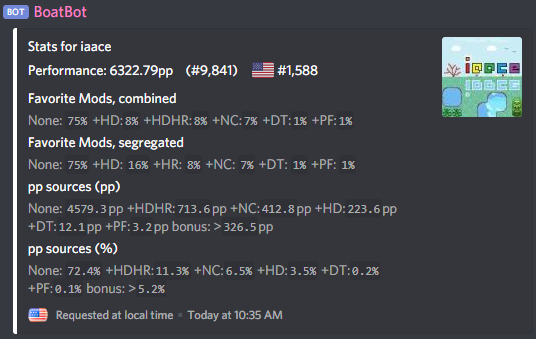 BOT BoatBot
Stats for iaace
Performance: 6322.79pp (#9,841) #1,588
Favorite Mods, combined
None: 75% +HD: 8% +HDHR: 8% +NC: 7% +DT: 1% +PF: 1%
Favorite Mods, segregated
None: 75% +HD: 16% +HR: 8% +NC: 7% +DT: 1% +PF: 1%
pp sources (pp)
None: 4579.3 pp +HDHR: 713.6 pp +NC: 412.8 pp +HD: 223.6 pp
+DT: 12.1 pp +PF: 3.2 pp bonus: > 326.5 pp
pp sources (%)
None: 72.4% +HDHR: 11.3% +NC: 6.5% +HD: 3.5% +DT: 0.2%
+PF: 0.1% bonus: > 5.2%
Requested at local time • Today at 10:35 AM
iaace